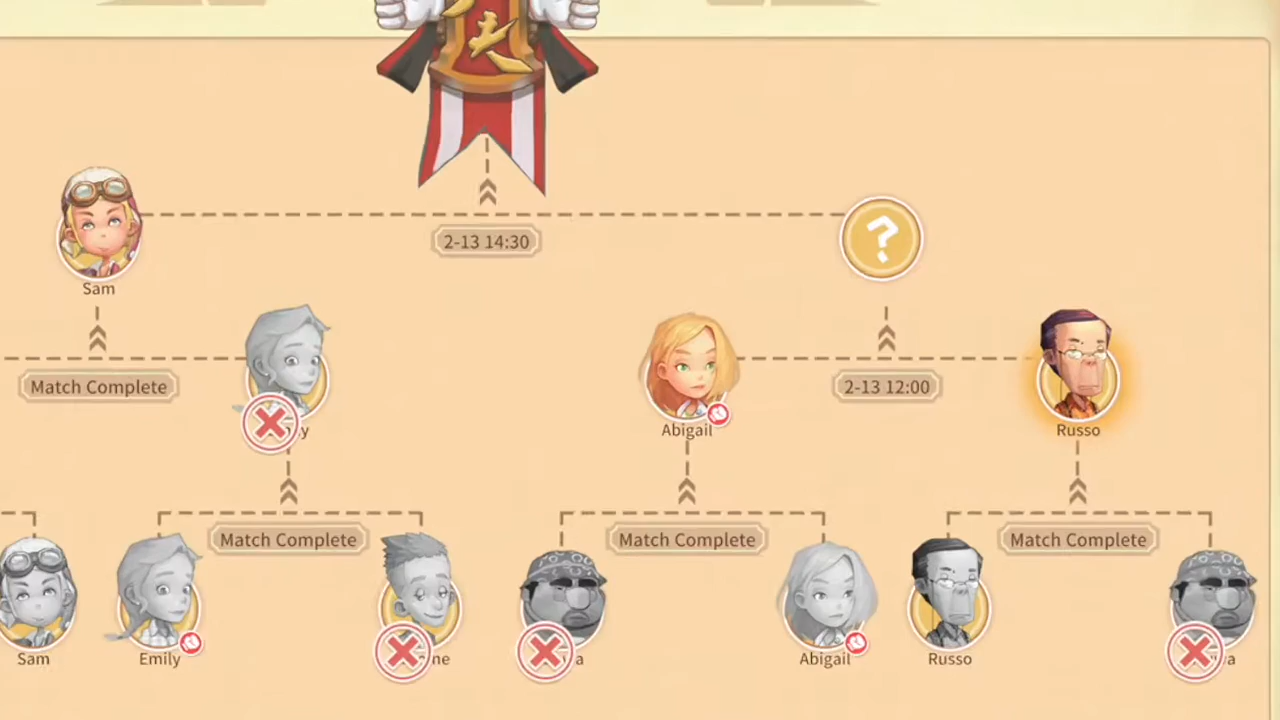 2-13 14:30
Sam
Match Complete
2-13 12:00
Abigail
Russo
Match Complete
Match Complete
Match Complete
Sam
Emily
Abigail
Russo